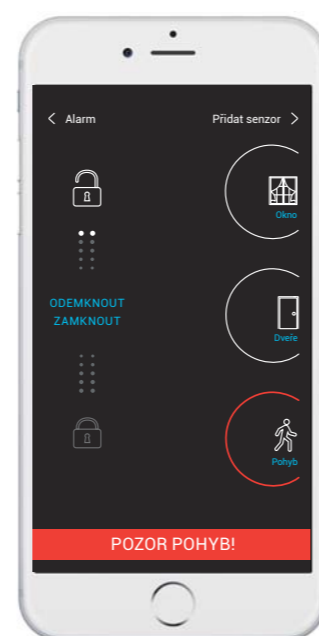 Alarm
Přidat senzor
Okno
ODEMKNOUT
ZAMKNOUT
Dveře
Pohyb
POZOR POHYB!